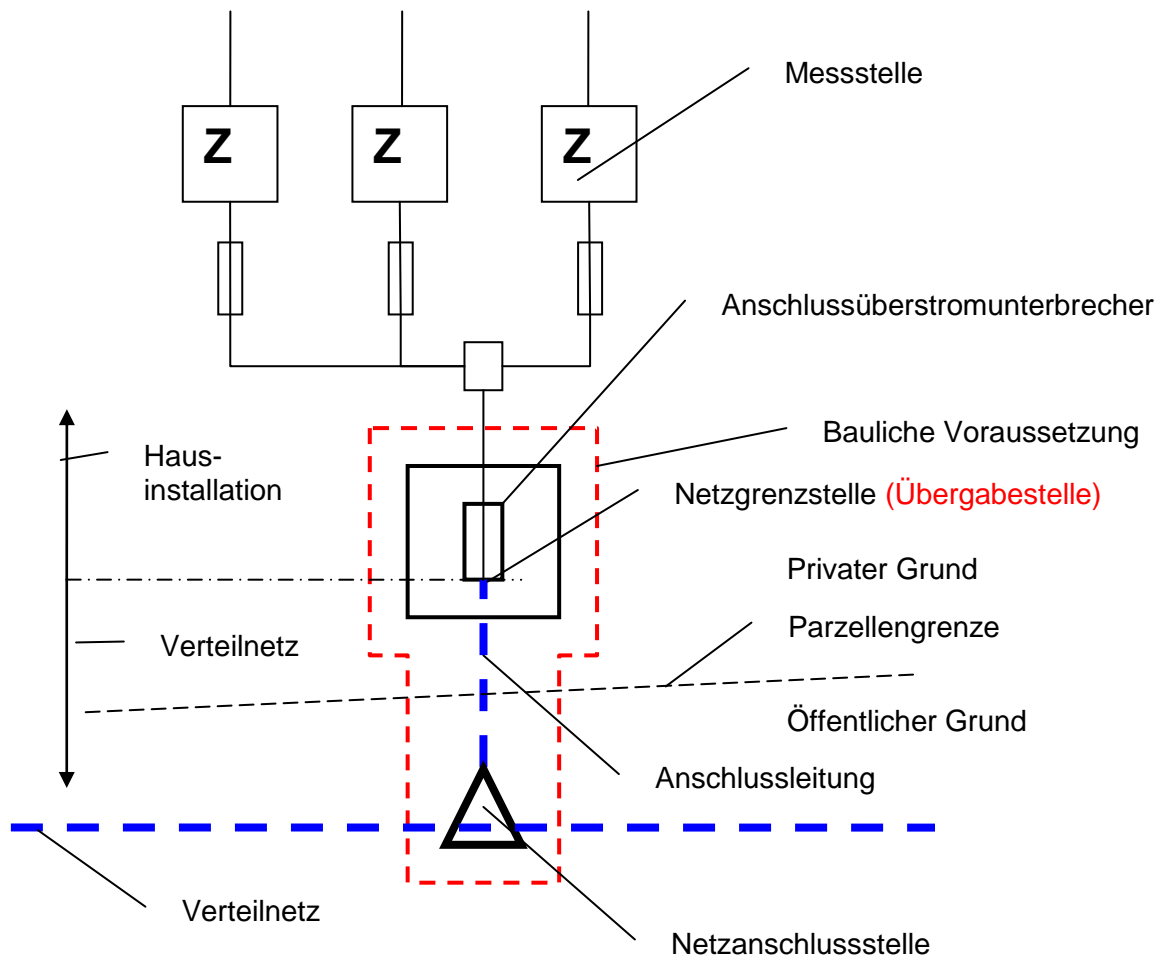 Messstelle
Z Z Z
Anschlussüberstromunterbrecher
Bauliche Voraussetzung
Haus-
installation
Netzgrenzstelle (Übergabestelle)
Privater Grund
Parzellengrenze
Verteilnetz
Öffentlicher Grund
Anschlussleitung
Verteilnetz
Netzanschlussstelle